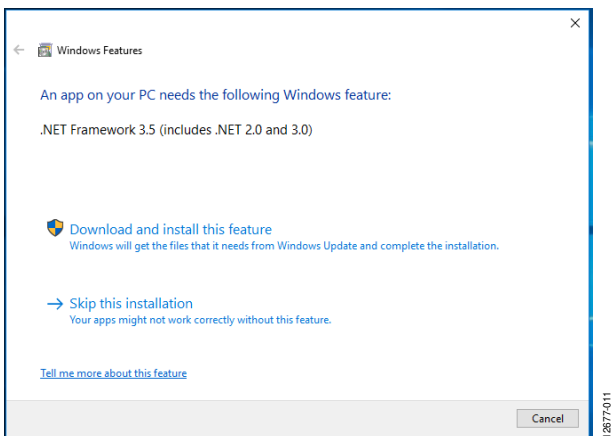 Windows Features
An app on your PC needs the following Windows feature:
.NET Framework 3.5 (includes .NET 2.0 and 3.0)
Download and install this feature
Windows will get the files that it needs from Windows Update and complete the installation.
Skip this installation
Your apps might not work correctly without this feature.
Tell me more about this feature
Cancel
12677-011